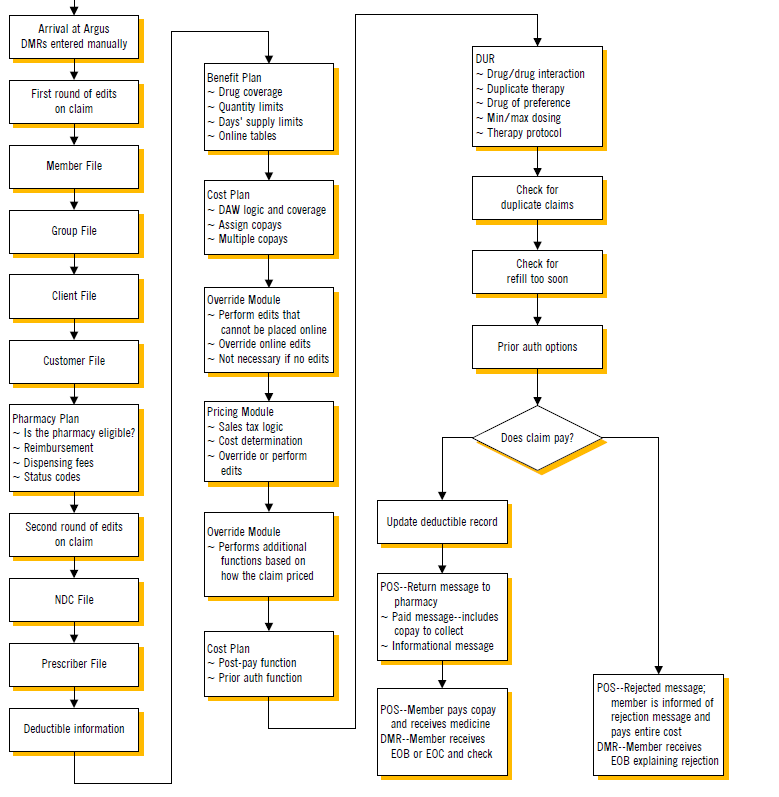 Arrival at Argus
DMRs entered manually
First round of edits
on claim
Member File
Group File
Client File
Customer File
Pharmacy Plan
~ Is the pharmacy eligible?
~ Reimbursement
~ Dispensing fees
~ Status codes
Second round of edits
on claim
NDC File
Prescriber File
Deductible information
Benefit Plan
~ Drug coverage
~ Quantity limits
~ Days' supply limits
~ Online tables
Cost Plan
~ DAW logic and coverage
~ Assign copays
~ Multiple copays
Override Module
~ Perform edits that
cannot be placed online
~ Override online edits
~ Not necessary if no edits
Pricing Module
~ Sales tax logic
~ Cost determination
~ Override or perform
edits
Override Module
~ Performs additional
functions based on
how the claim priced
Cost Plan
~ Post-pay function
~ Prior auth function
DUR
~ Drug/drug interaction
~ Duplicate therapy
~ Drug of preference
~ Min/max dosing
~ Therapy protocol
Check for
duplicate claims
Check for
refill too soon
Prior auth options
Does claim pay?
Update deductible record
POS--Return message to
pharmacy
~ Paid message--includes
copay to collect
~ Informational message
POS--Member pays copay
and receives medicine
DMR--Member receives
EOB or EOC and check
POS--Rejected message;
member is informed of
rejection message and
pays entire cost
DMR--Member receives
EOB explaining rejection